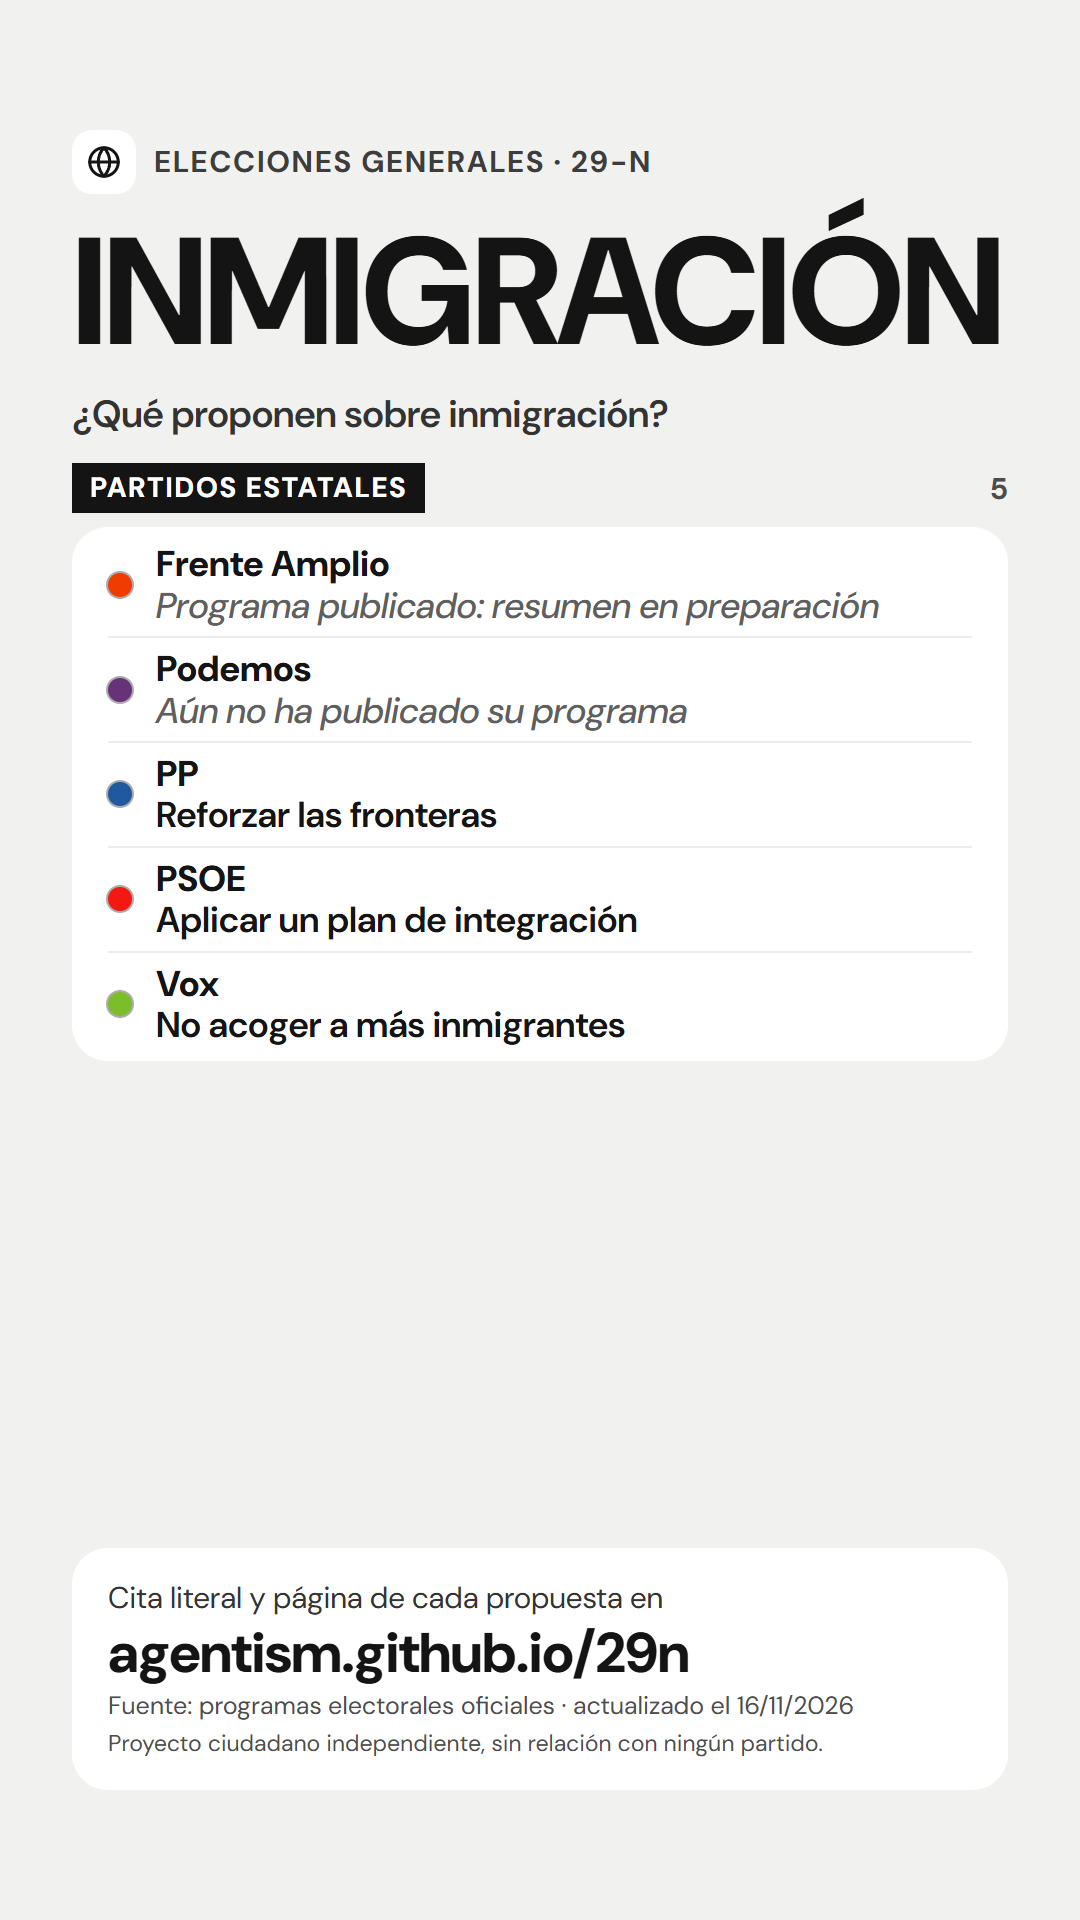 ELECCIONES GENERALES · 29-N
INMIGRACIÓN
¿Qué proponen sobre inmigración?
PARTIDOS ESTATALES
5
Frente Amplio
Programa publicado: resumen en preparación
Podemos
Aún no ha publicado su programa
PP
Reforzar las fronteras
PSOE
Aplicar un plan de integración
Vox
No acoger a más inmigrantes
Cita literal y página de cada propuesta en
agentism.github.io/29n
Fuente: programas electorales oficiales · actualizado el 16/11/2026
Proyecto ciudadano independiente, sin relación con ningún partido.